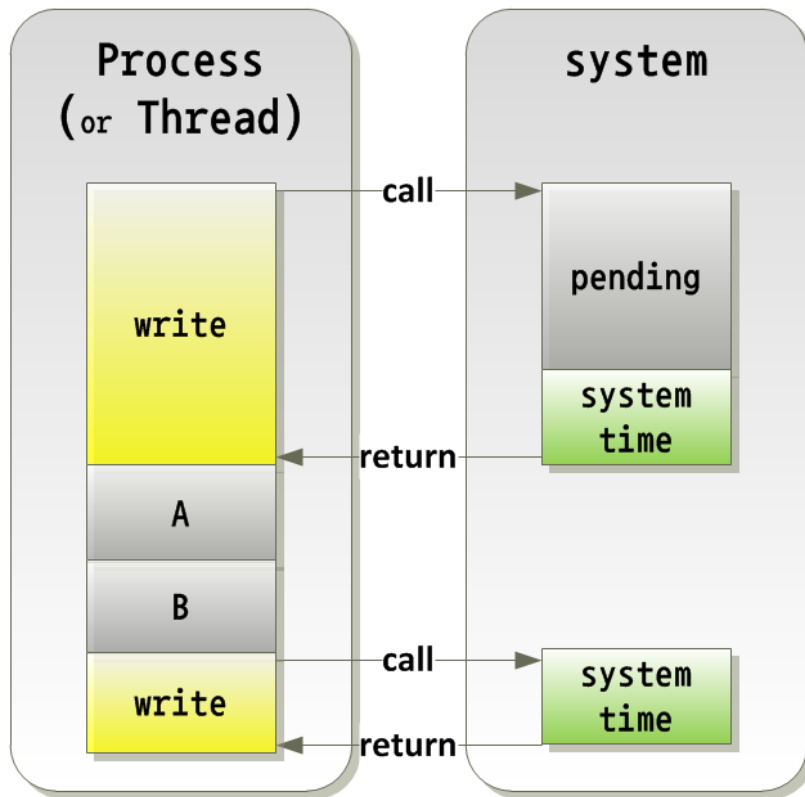 Process
(or Thread)
system
call
write
pending
system
time
return
A
B
call
write
system
time
return